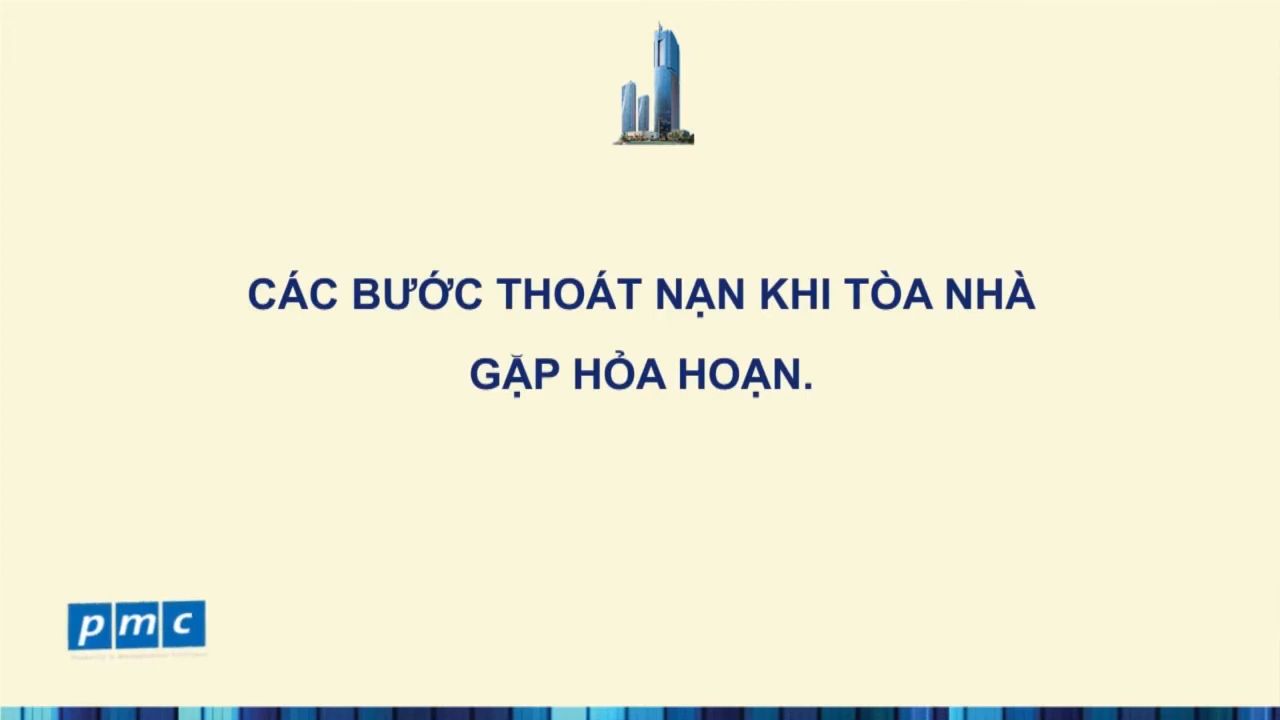 CÁC BƯỚC THOÁT NẠN KHI TÒA NHÀ
GẶP HỎA HOẠN.
pmc